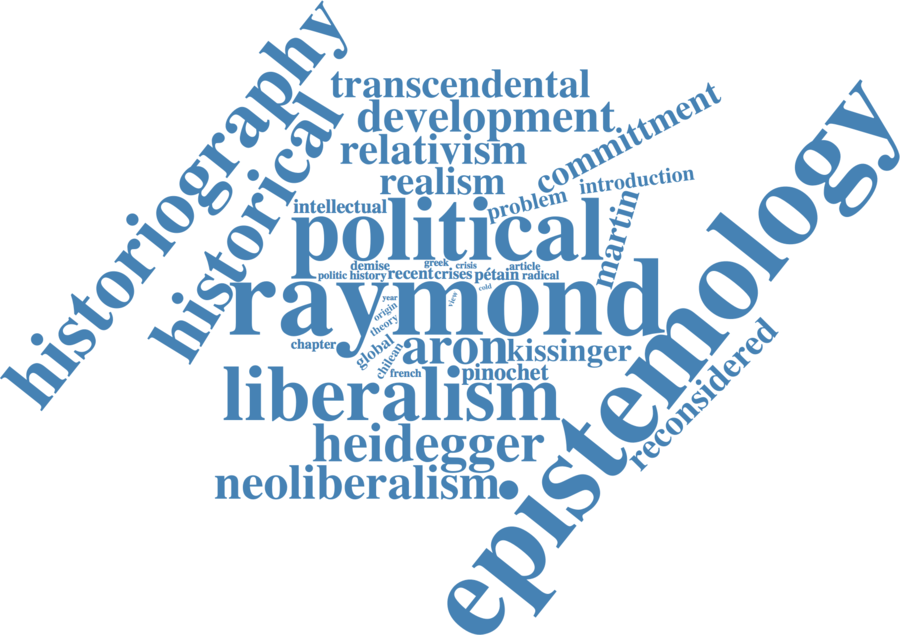 historiography
historical
transcendental
development
relativism
realism
committment
introduction
problem
intellectual
political
martin
demise
greek
crisis
article
politic history recent crises pétain radical
cold
raymond
year
view
origin
theory
chapter
global
chilean
aron kissinger
french
pinochet
liberalism
heidegger
neoliberalism
epistemology
reconsidered